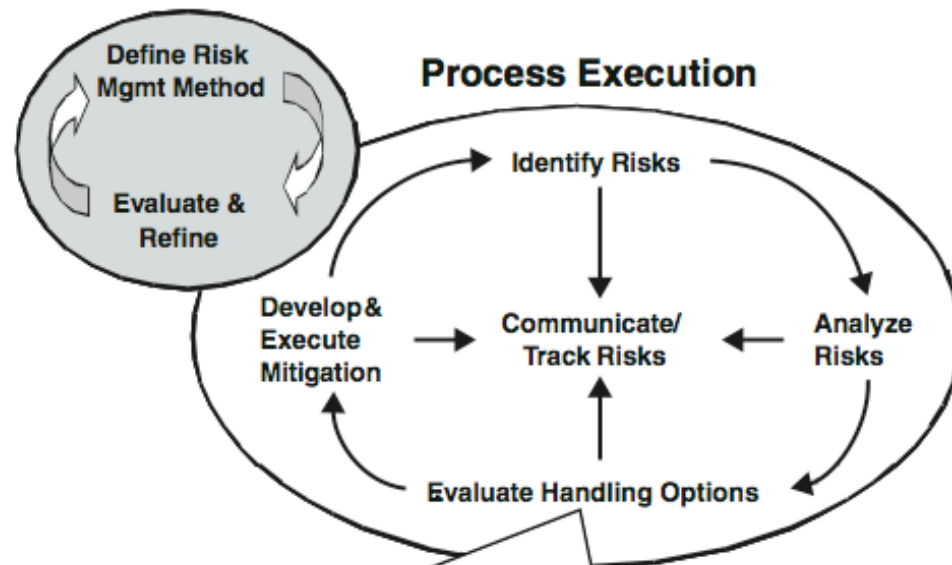 Define Risk
Mgmt Method
Evaluate &
Refine
Process Execution
Identify Risks
Develop &
Execute
Mitigation
Communicate/
Track Risks
Analyze
Risks
Evaluate Handling Options